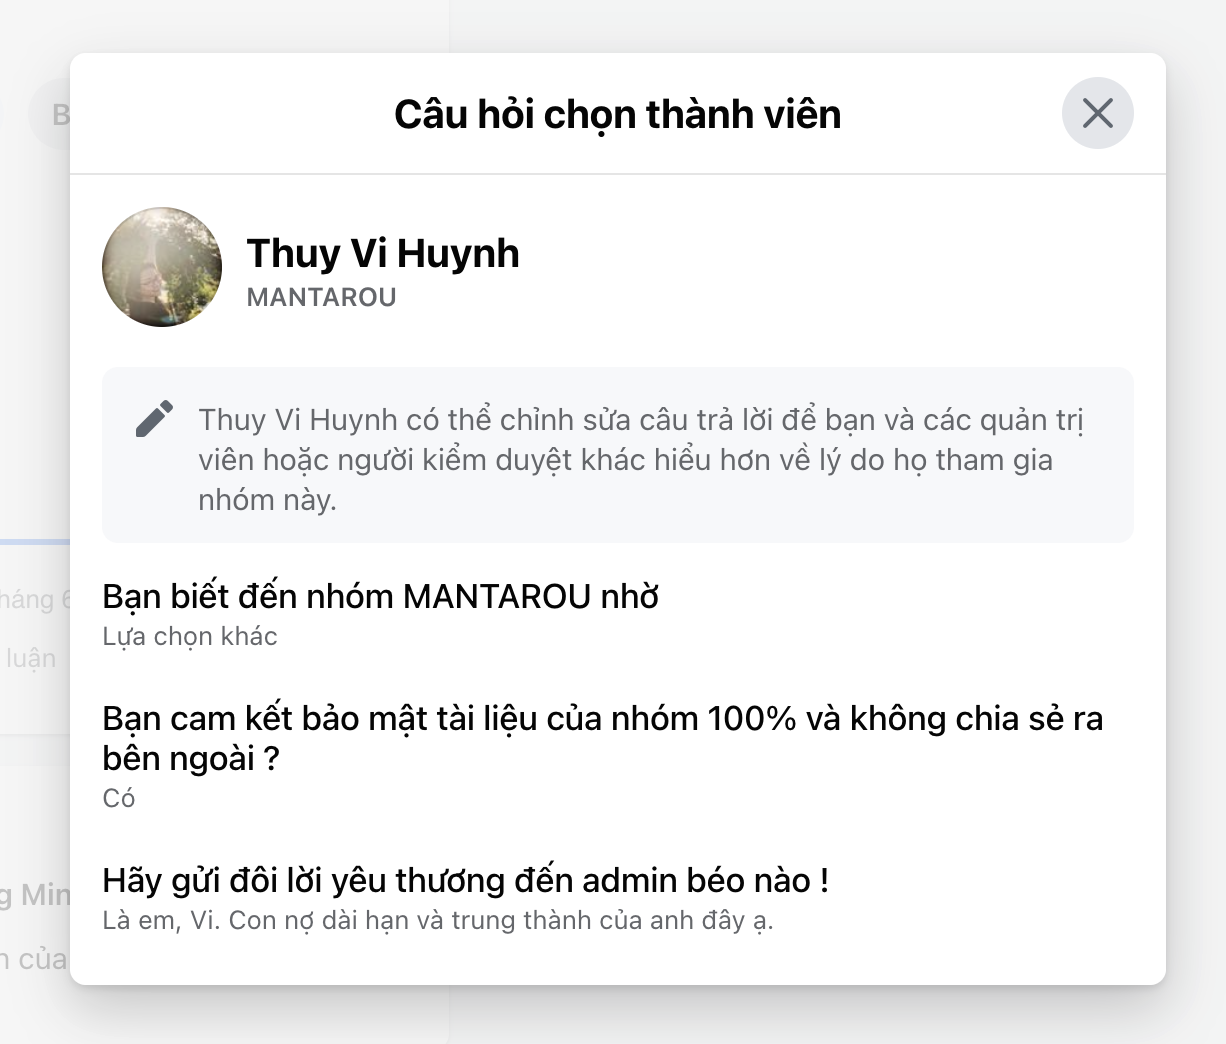 B
Câu hỏi chọn thành viên
Thuy Vi Huynh
MANTAROU
Thuy Vi Huynh có thể chỉnh sửa câu trả lời để bạn và các quản trị
viên hoặc người kiểm duyệt khác hiểu hơn về lý do họ tham gia
nhóm này.
Bạn biết đến nhóm MANTAROU nhờ
Lựa chọn khác
háng 6
luận
Bạn cam kết bảo mật tài liệu của nhóm 100% và không chia sẻ ra
bên ngoài ?
Có
Hãy gửi đôi lời yêu thương đến admin béo nào !
g Min
Là em, Vi. Con nợ dài hạn và trung thành của anh đây ạ.
n của